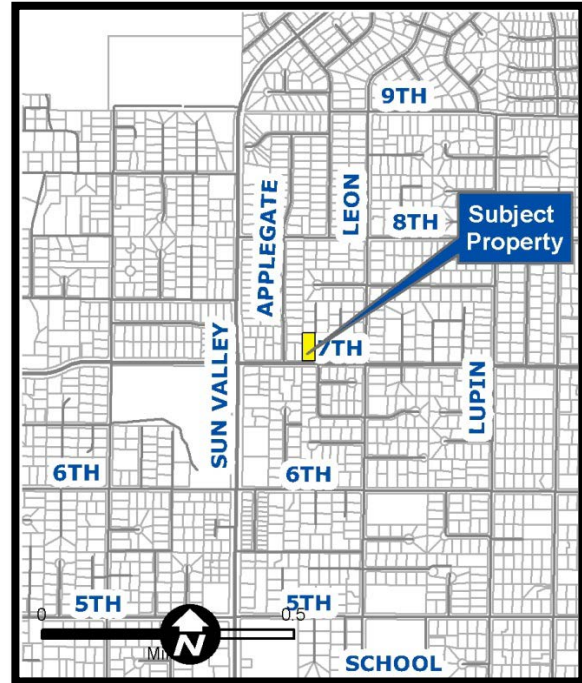 9TH
APPLEGATE
LEON
8TH
Subject
Property
7TH
SUN VALLEY
LUPIN
6TH
6TH
5TH
5TH
0
0.5
N
SCHOOL